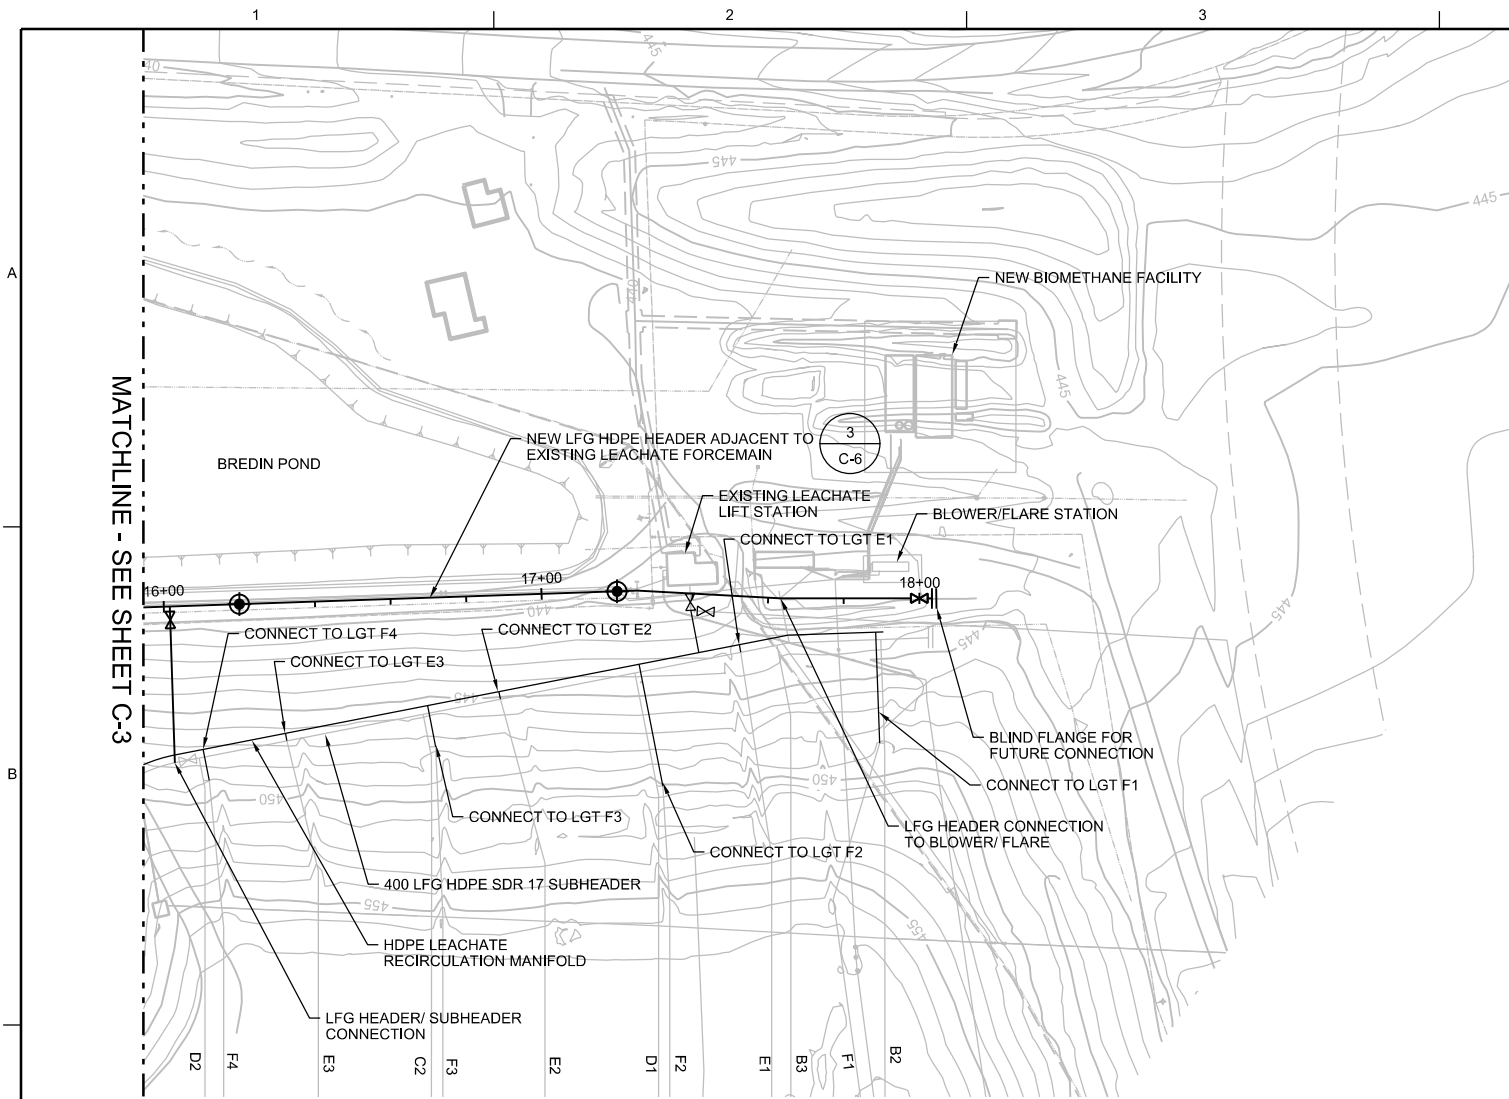 1
2
3
445
40
445
445
A
NEW BIOMETHANE FACILITY
440
445
MATCHLINE - SEE SHEET C-3
BREDIN POND
NEW LFG HDPE HEADER ADJACENT TO
EXISTING LEACHATE FORCEMAIN
3
C-6
EXISTING LEACHATE
LIFT STATION
BLOWER/FLARE STATION
CONNECT TO LGT E1
16+00
17+00
18+00
440
445
CONNECT TO LGT F4
CONNECT TO LGT E2
445
CONNECT TO LGT E3
445
BLIND FLANGE FOR
FUTURE CONNECTION
B
450
450
CONNECT TO LGT F1
CONNECT TO LGT F3
LFG HEADER CONNECTION
TO BLOWER/ FLARE
CONNECT TO LGT F2
400 LFG HDPE SDR 17 SUBHEADER
455
455
HDPE LEACHATE
RECIRCULATION MANIFOLD
LFG HEADER/ SUBHEADER
CONNECTION
D2
F4
E3
C2
F3
E2
D1
F2
E1
B3
F1
B2